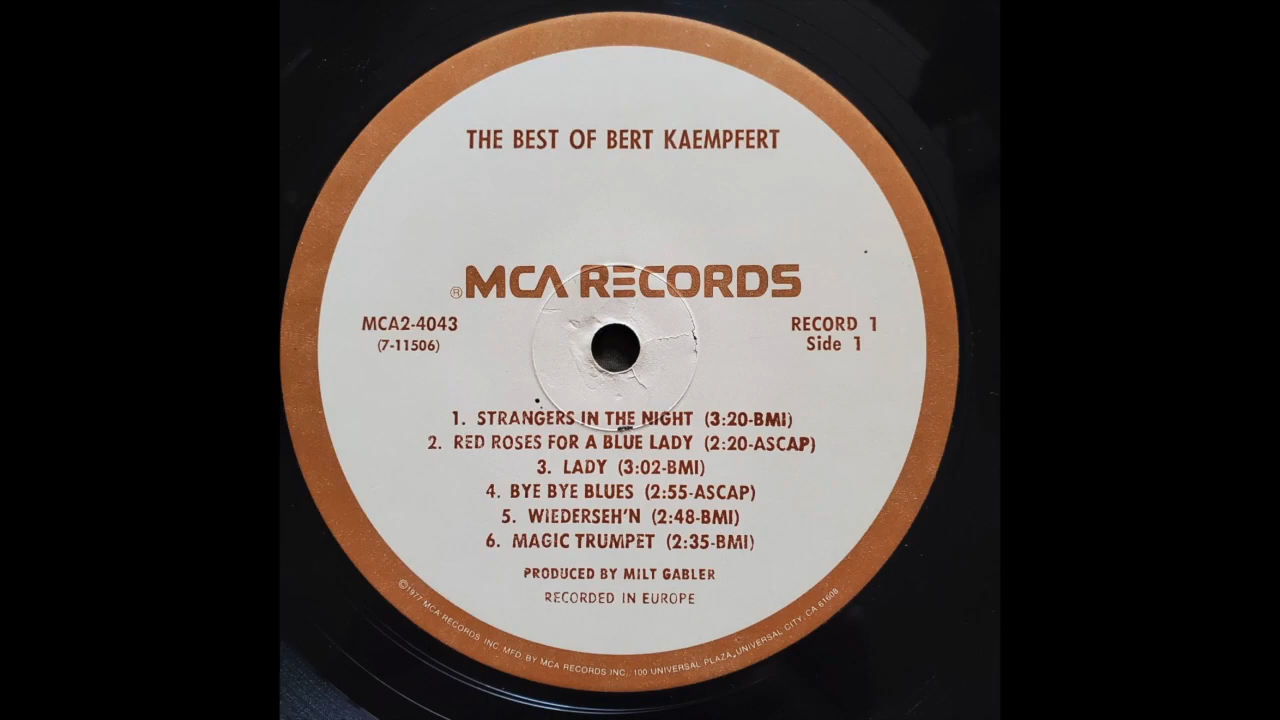 THE BEST OF BERT KAEMPFERT
®MCA RECORDS
MCA2-4043
(7-11506)
RECORD 1
Side 1
1. STRANGERS IN THE NIGHT (3:20-BMI)
2. RED ROSES FOR A BLUE LADY (2:20-ASCAP)
3. LADY (3:02-BMI)
4. BYE BYE BLUES (2:55-ASCAP)
5. WIEDERSEH'N (2:48-BMI)
6. MAGIC TRUMPET (2:35-BMI)
PRODUCED BY MILT GABLER
RECORDED IN EUROPE
©1977 MCA RECORDS INC. MFD. BY MCA RECORDS INC., 100 UNIVERSAL PLAZA, UNIVERSAL CITY, CA 61608